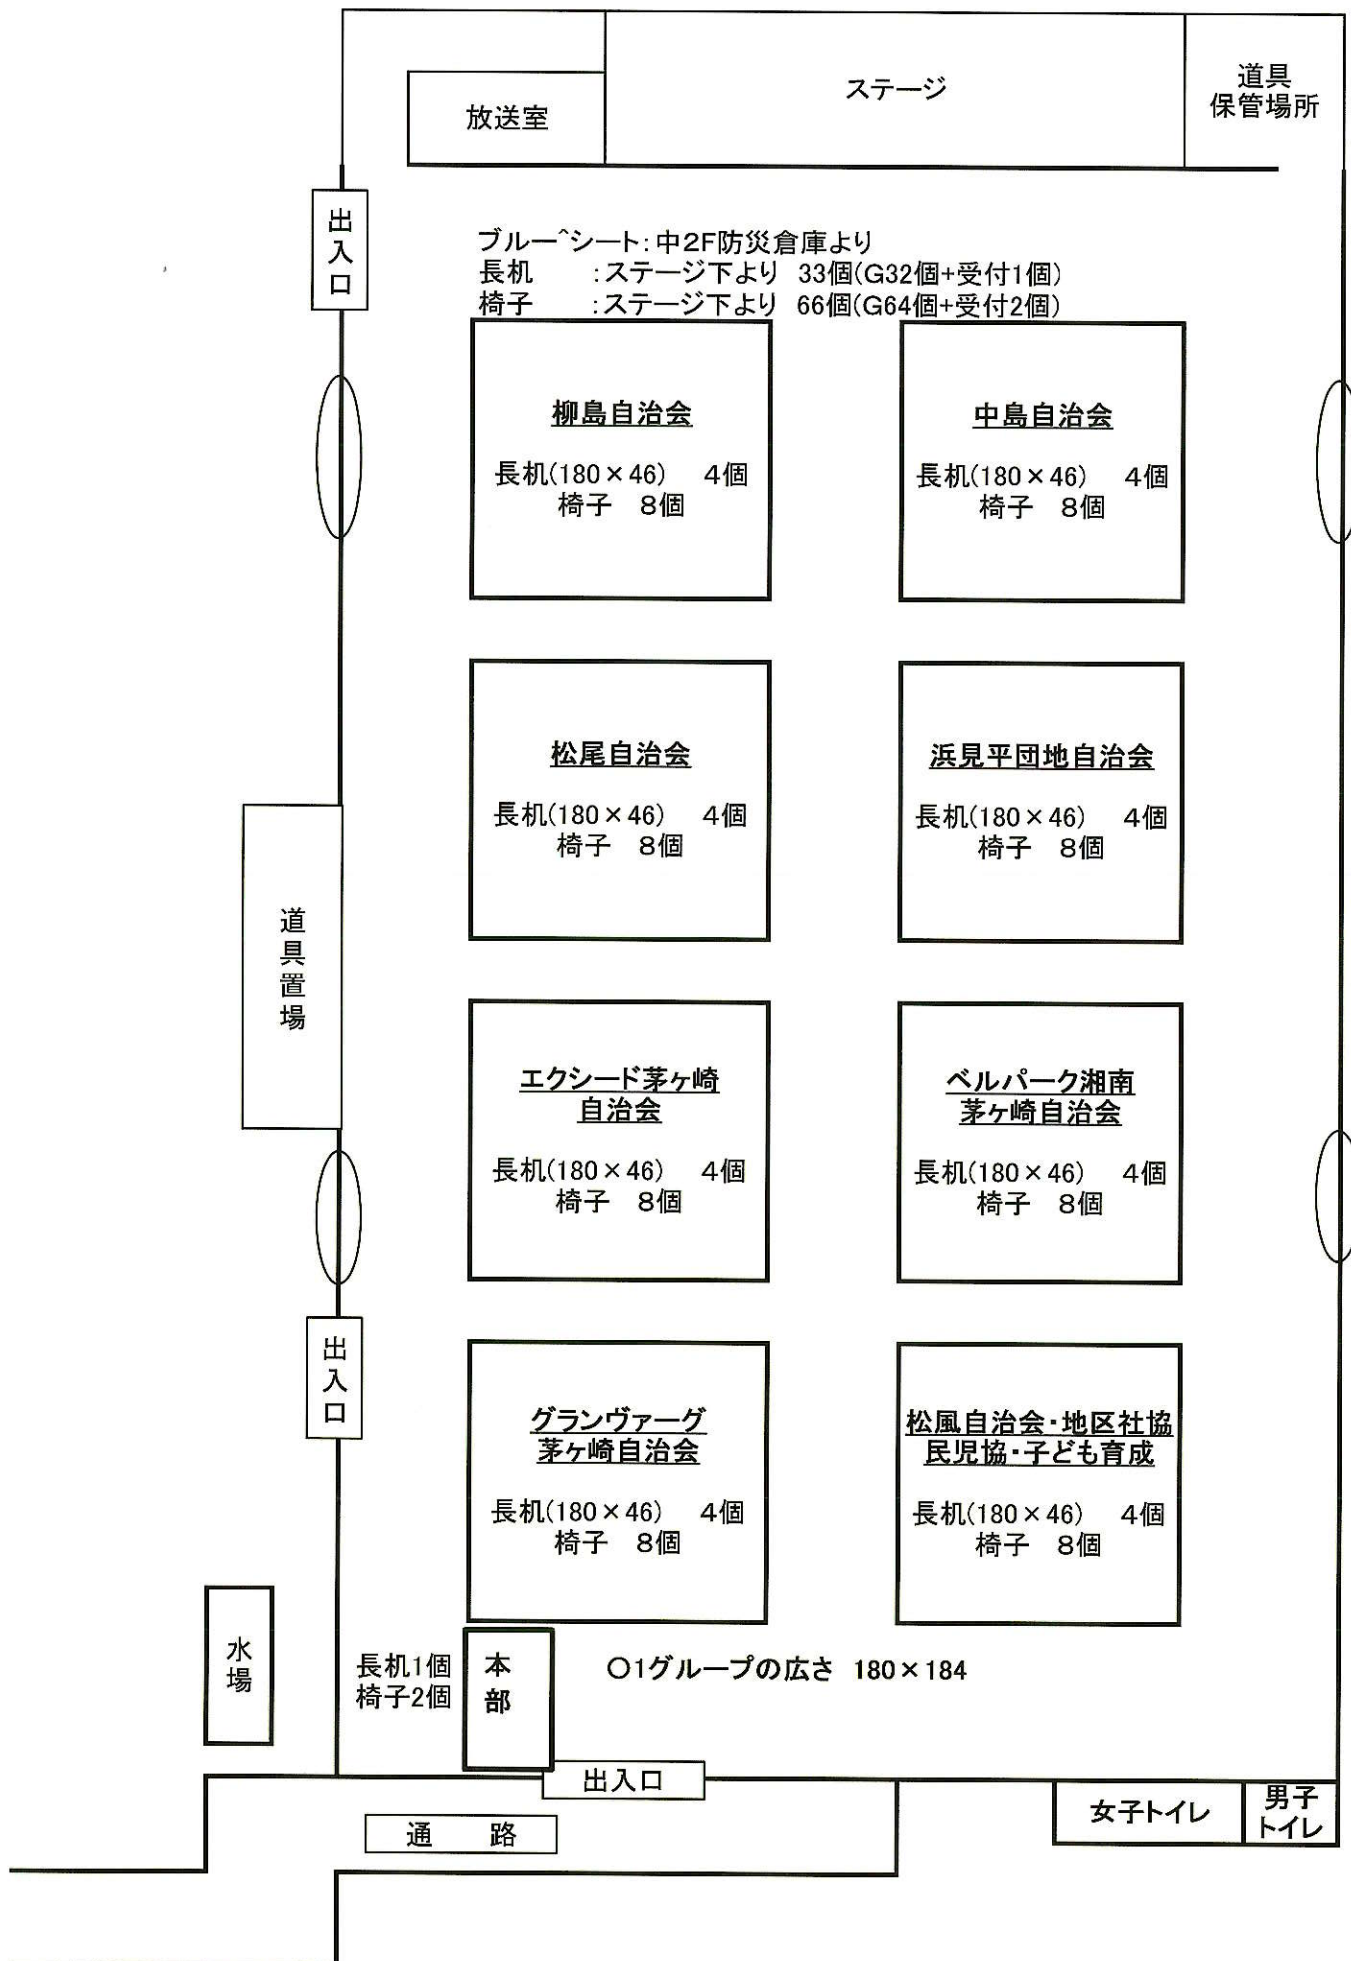 ステージ
道具
保管場所
放送室
出入口
ブルー^シート：中2F防災倉庫より
長机　　：ステージ下より 33個(G32個+受付1個)
椅子　　：ステージ下より 66個(G64個+受付2個)
柳島自治会
長机(180×46)　4個
椅子　8個
中島自治会
長机(180×46)　4個
椅子　8個
松尾自治会
長机(180×46)　4個
椅子　8個
浜見平団地自治会
長机(180×46)　4個
椅子　8個
道具置場
エクシード茅ヶ崎
自治会
長机(180×46)　4個
椅子　8個
ベルパーク湘南
茅ヶ崎自治会
長机(180×46)　4個
椅子　8個
出入口
グランヴァーグ
茅ヶ崎自治会
長机(180×46)　4個
椅子　8個
松風自治会・地区社協
民児協・子ども育成
長机(180×46)　4個
椅子　8個
水場
長机1個
椅子2個
本部
○1グループの広さ 180×184
出入口
通　路
女子トイレ
男子
トイレ